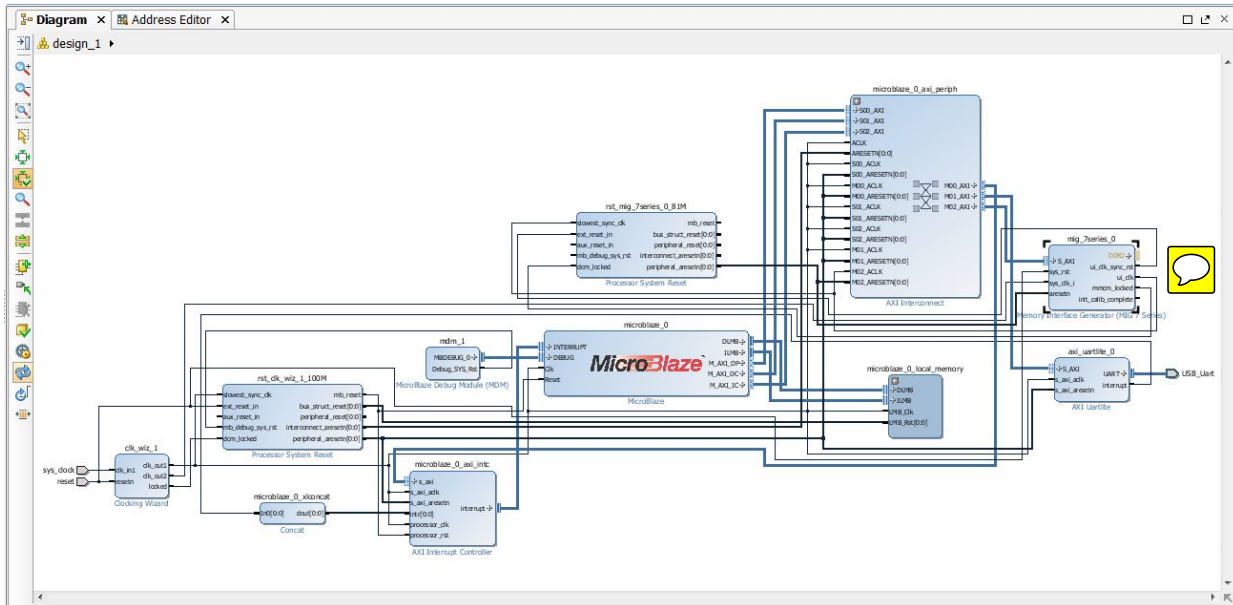 Diagram
Address Editor
design_1
microblaze_0_axi_periph
S00_AXI
S01_AXI
S02_AXI
ACLK
ARESETN[0:0]
S00_ACLK
S00_ARESETN[0:0]
M00_ACLK
M00_ARESETN[0:0]
S01_ACLK
S01_ARESETN[0:0]
S02_ACLK
S02_ARESETN[0:0]
M01_ACLK
M01_ARESETN[0:0]
M02_ACLK
M02_ARESETN[0:0]
M00_AXI
M01_AXI
M02_AXI
AXI Interconnect
rst_mig_7series_0_81M
slowest_sync_clk
ext_reset_in
aux_reset_in
mb_debug_sys_rst
dcm_locked
mb_reset
bus_struct_reset[0:0]
peripheral_reset[0:0]
interconnect_aresetn[0:0]
peripheral_aresetn[0:0]
Processor System Reset
mig_7series_0
S_AXI
sys_rst
sys_clk_i
aresetn
DDR2
ui_clk_sync_rst
ui_clk
mmcm_locked
init_calib_complete
Memory Interface Generator (MIG 7 Series)
microblaze_0
INTERRUPT
DEBUG
Clk
Reset
MicroBlaze
DLMB
ILMB
M_AXI_DP
M_AXI_DC
M_AXI_IC
MicroBlaze
mdm_1
MBDEBUG_0
Debug_SYS_Rst
MicroBlaze Debug Module (MDM)
microblaze_0_local_memory
DLMB
ILMB
LMB_Clk
LMB_Rst[0:0]
axi_uartlite_0
S_AXI
s_axi_aclk
s_axi_aresetn
UART
interrupt
AXI Uartlite
USB_Uart
rst_clk_wiz_1_100M
slowest_sync_clk
ext_reset_in
aux_reset_in
mb_debug_sys_rst
dcm_locked
mb_reset
bus_struct_reset[0:0]
peripheral_reset[0:0]
interconnect_aresetn[0:0]
peripheral_aresetn[0:0]
Processor System Reset
sys_clock
reset
clk_wiz_1
clk_in1
resetn
clk_out1
clk_out2
locked
Clocking Wizard
microblaze_0_xlconcat
In0[0:0]
dout[0:0]
Concat
microblaze_0_axi_intc
s_axi
s_axi_aclk
s_axi_aresetn
intr[0:0]
processor_clk
processor_rst
interrupt
AXI Interrupt Controller